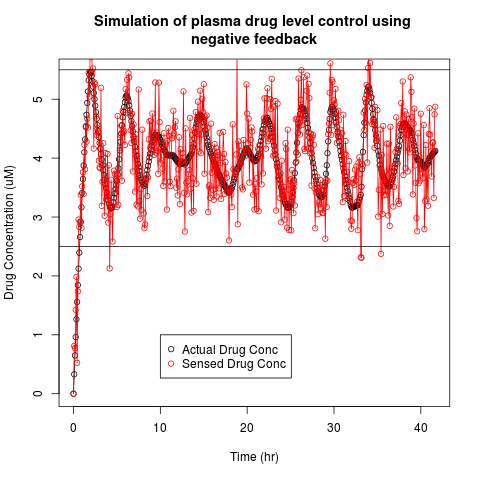 Simulation of plasma drug level control using
negative feedback
Drug Concentration (uM)
5
4
3
2
1
0
Actual Drug Conc
Sensed Drug Conc
0 10 20 30 40
Time (hr)